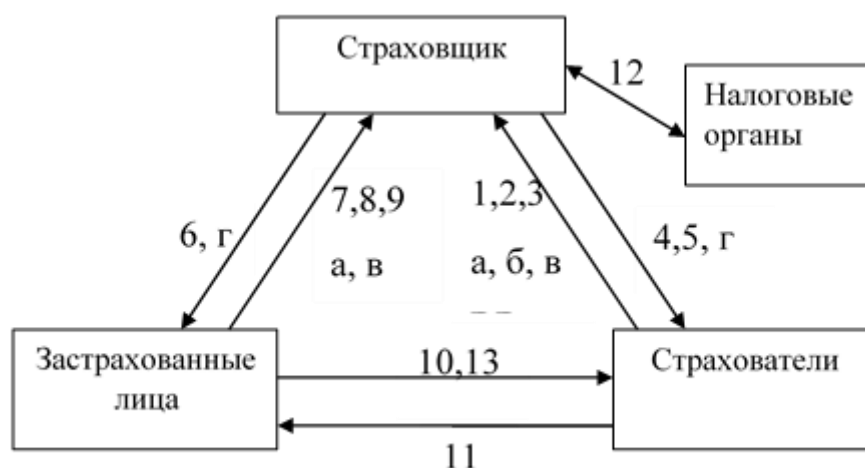 Страховщик
12
Налоговые
органы
6, г
7,8,9
а, в
1,2,3
а, б, в
4,5, г
Застрахованные
лица
10,13
Страхователи
11